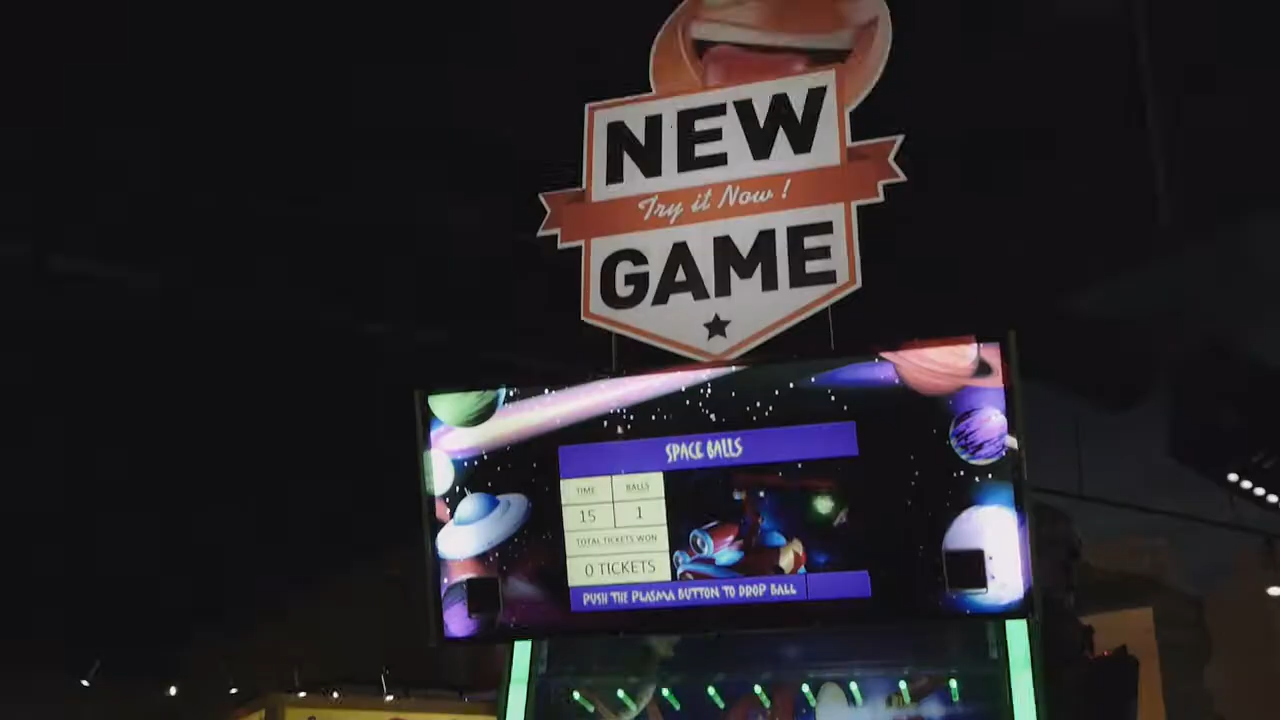 NEW
Try it Now!
GAME
SPACE BALLS
TIME BALLS
15 1
TOTAL TICKETS WON
0 TICKETS
PUSH THE PLASMA BUTTON TO DROP BALL